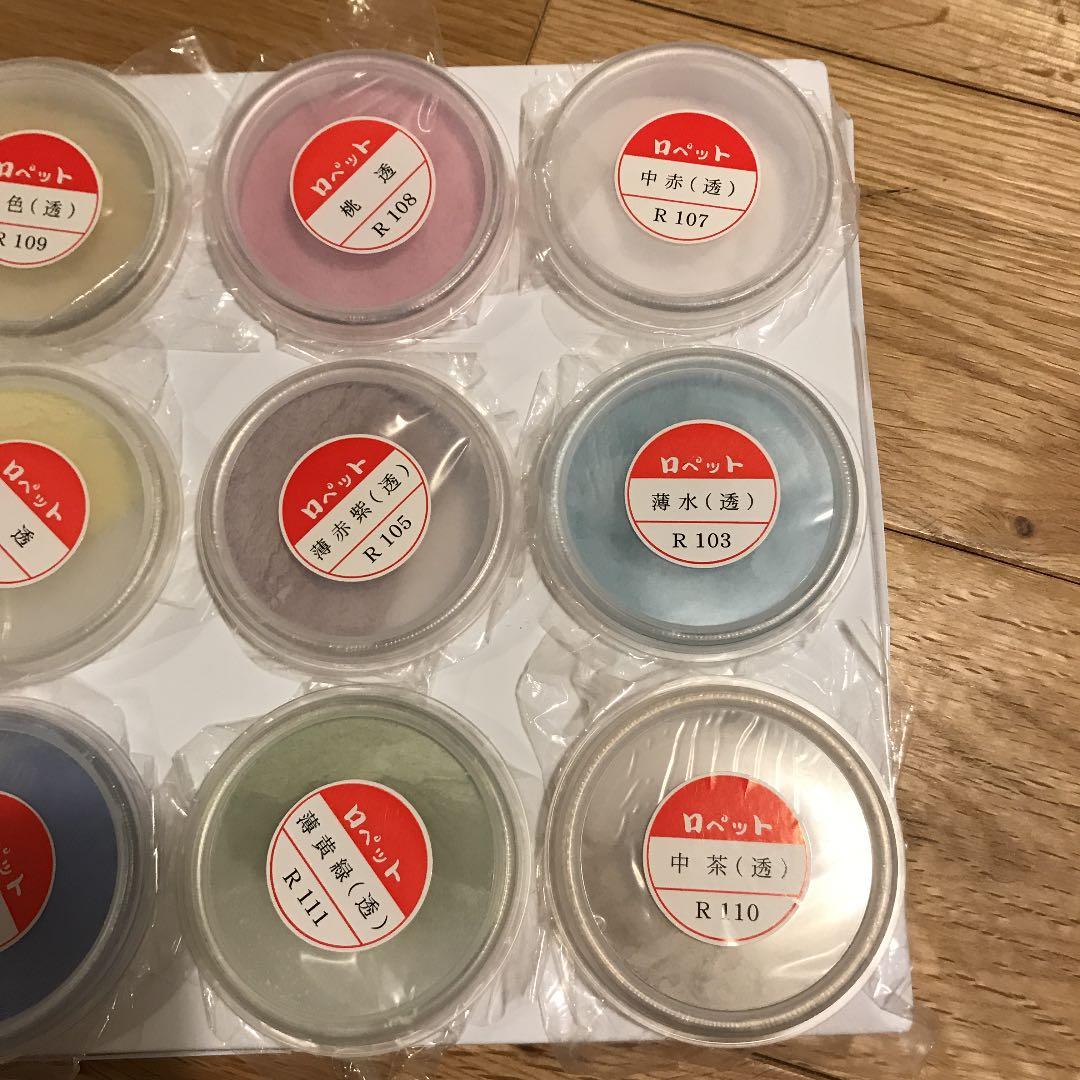 ロペット
色(透)
R 109
ロペット
桃 透
R 108
ロペット
中赤(透)
R 107
ロペット
透
ロペット
薄赤紫(透)
R 105
ロペット
薄水(透)
R 103
ット
ロペット
薄黄緑(透)
R 111
ロペット
中茶(透)
R 110